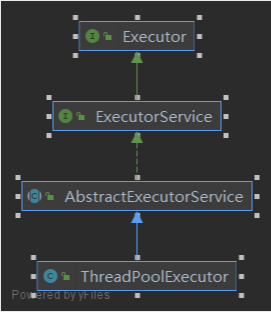 Executor
ExecutorService
AbstractExecutorService
ThreadPoolExecutor
Powered by yFiles